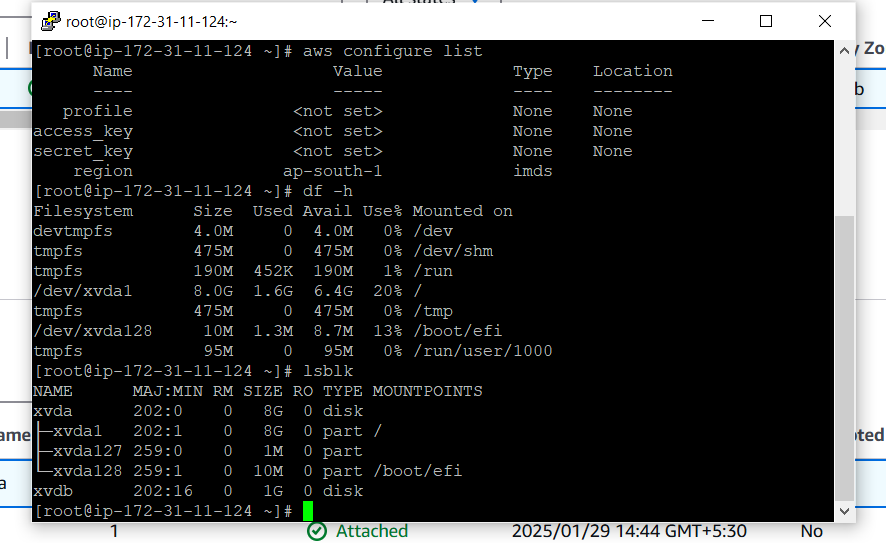 root@ip-172-31-11-124:~
[root@ip-172-31-11-124 ~]# aws configure list
      Name                    Value             Type    Location
      ----                    -----             ----    --------
   profile                <not set>             None    None
access_key                <not set>             None    None
secret_key                <not set>             None    None
    region               ap-south-1             imds
[root@ip-172-31-11-124 ~]# df -h
Filesystem      Size  Used Avail Use% Mounted on
devtmpfs        4.0M     0  4.0M   0% /dev
tmpfs           475M     0  475M   0% /dev/shm
tmpfs           190M  452K  190M   1% /run
/dev/xvda1      8.0G  1.6G  6.4G  20% /
tmpfs           475M     0  475M   0% /tmp
/dev/xvda128     10M  1.3M  8.7M  13% /boot/efi
tmpfs            95M     0   95M   0% /run/user/1000
[root@ip-172-31-11-124 ~]# lsblk
NAME      MAJ:MIN RM SIZE RO TYPE MOUNTPOINTS
xvda      202:0    0   8G  0 disk
├─xvda1   202:1    0   8G  0 part /
├─xvda127 259:0    0   1M  0 part
└─xvda128 259:1    0  10M  0 part /boot/efi
xvdb      202:16   0   1G  0 disk
[root@ip-172-31-11-124 ~]#
1 Attached 2025/01/29 14:44 GMT+5:30 No